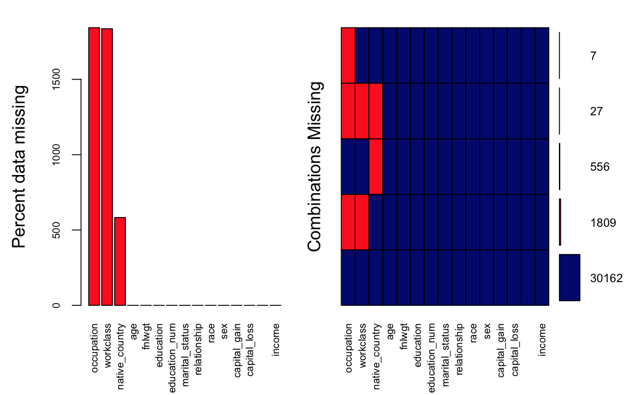 Percent data missing
1500
1000
500
0
occupation
workclass
native_country
age
fnlwgt
education
education_num
marital_status
relationship
race
sex
capital_gain
capital_loss
income
Combinations Missing
7
27
556
1809
30162
occupation
workclass
native_country
age
fnlwgt
education
education_num
marital_status
relationship
race
sex
capital_gain
capital_loss
income